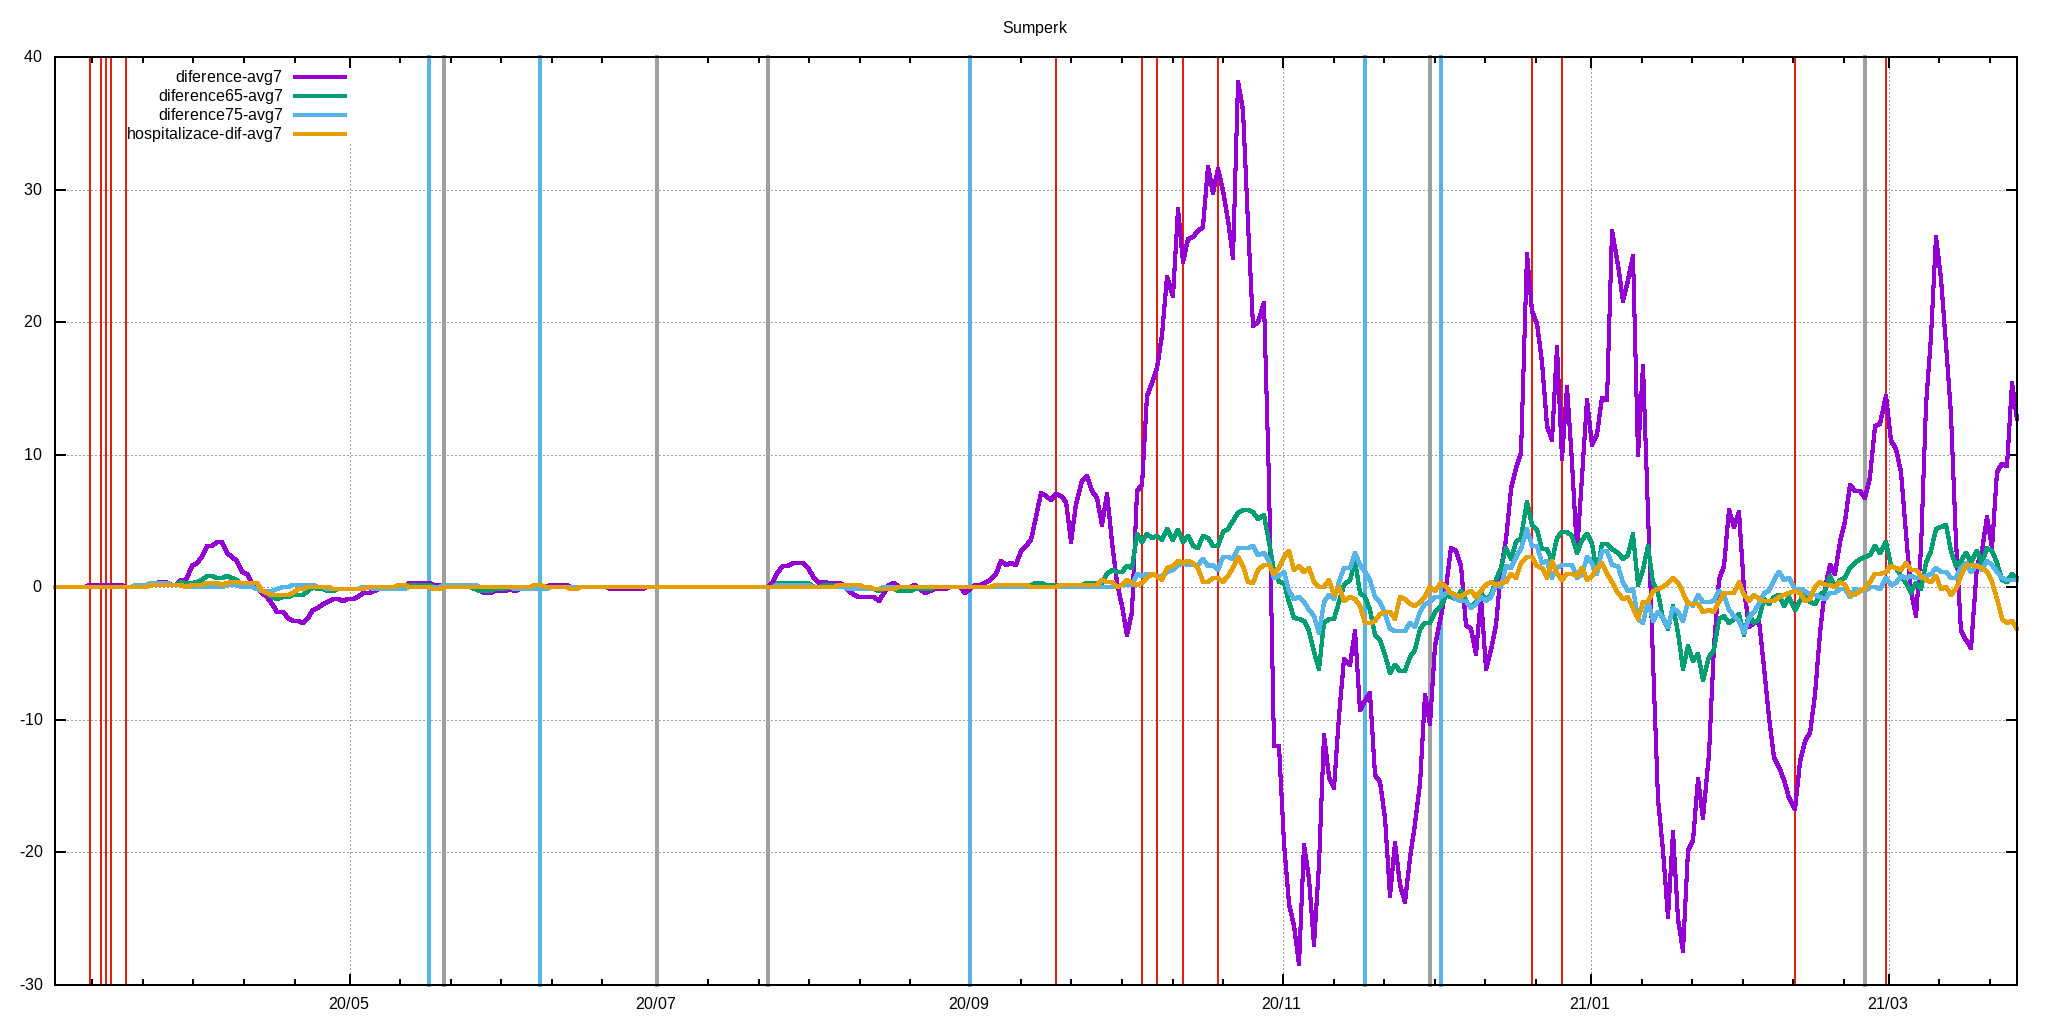 Sumperk
diference-avg7
diference65-avg7
diference75-avg7
hospitalizace-dif-avg7
40
30
20
10
0
-10
-20
-30
20/05 20/07 20/09 20/11 21/01 21/03